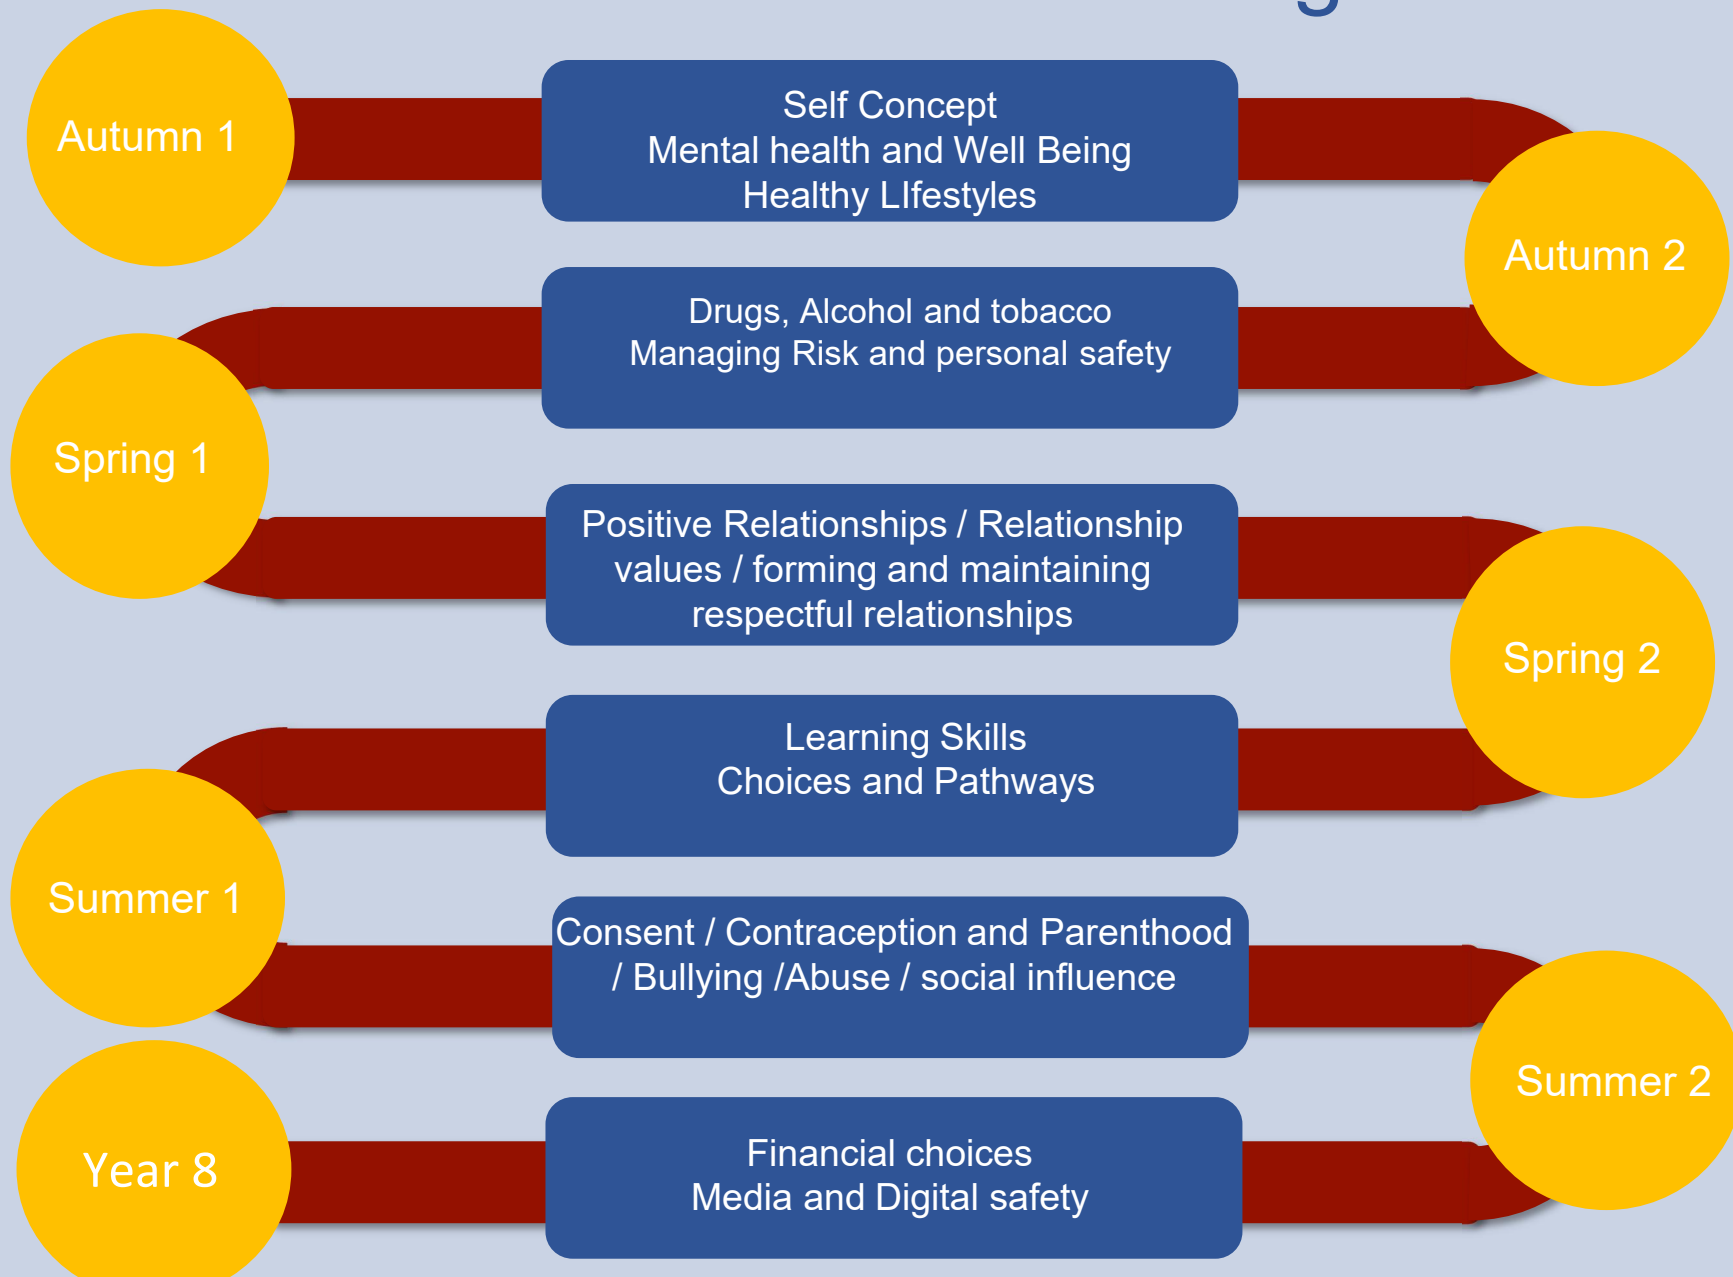 Autumn 1
Self Concept
Mental health and Well Being
Healthy LIfestyles
Autumn 2
Drugs, Alcohol and tobacco
Managing Risk and personal safety
Spring 1
Positive Relationships / Relationship
values / forming and maintaining
respectful relationships
Spring 2
Learning Skills
Choices and Pathways
Summer 1
Consent / Contraception and Parenthood
/ Bullying /Abuse / social influence
Summer 2
Financial choices
Media and Digital safety
Year 8